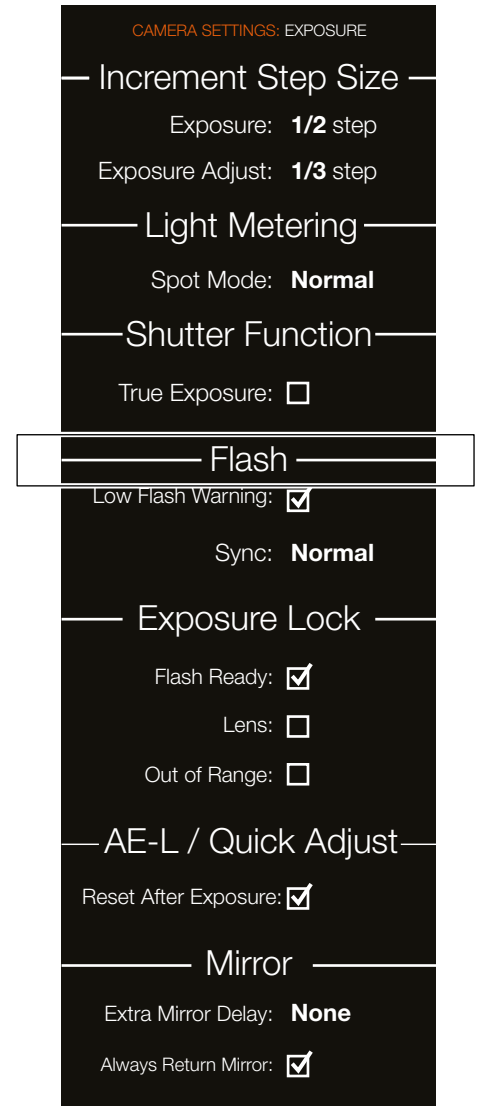 CAMERA SETTINGS: EXPOSURE
Increment Step Size
Exposure: 1/2 step
Exposure Adjust: 1/3 step
Light Metering
Spot Mode: Normal
Shutter Function
True Exposure:
Flash
Low Flash Warning:
Sync: Normal
Exposure Lock
Flash Ready:
Lens:
Out of Range:
AE-L / Quick Adjust
Reset After Exposure:
Mirror
Extra Mirror Delay: None
Always Return Mirror: